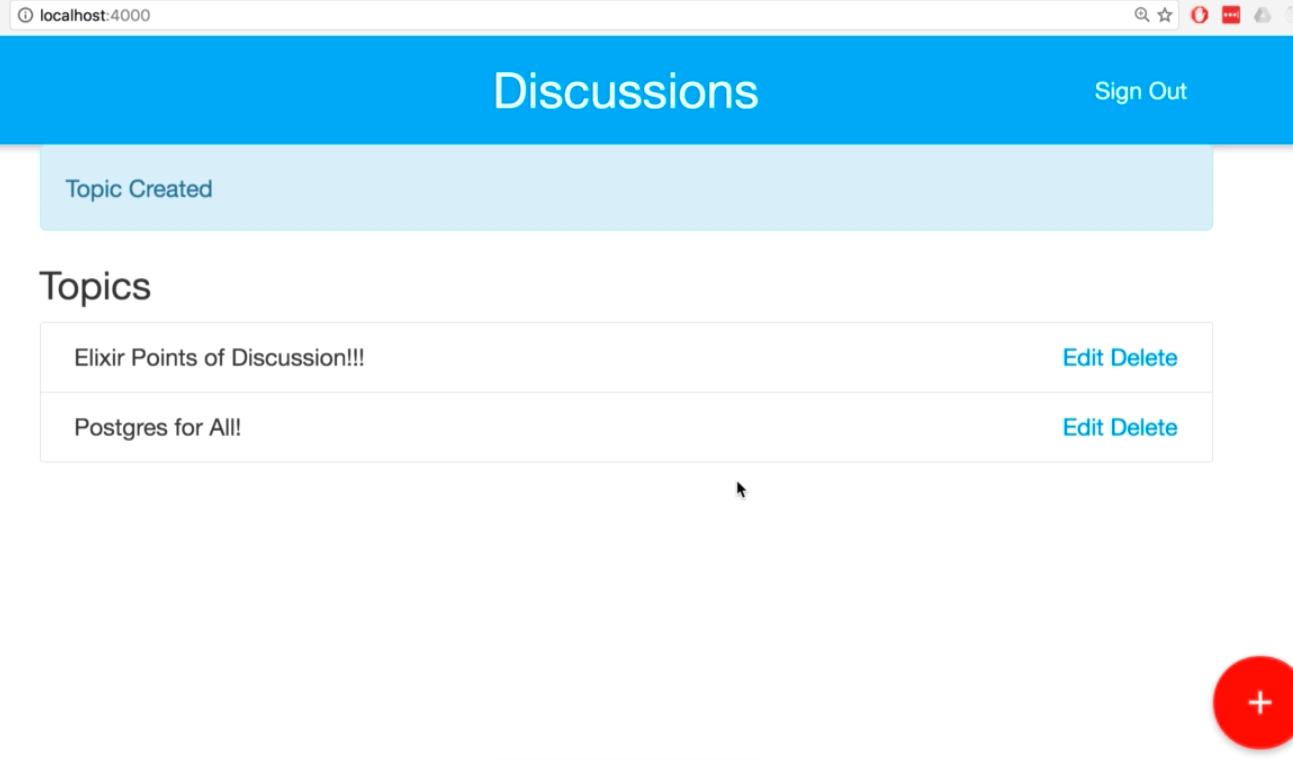 localhost:4000
Discussions
Sign Out
Topic Created
Topics
Elixir Points of Discussion!!!
Edit Delete
Postgres for All!
Edit Delete
+